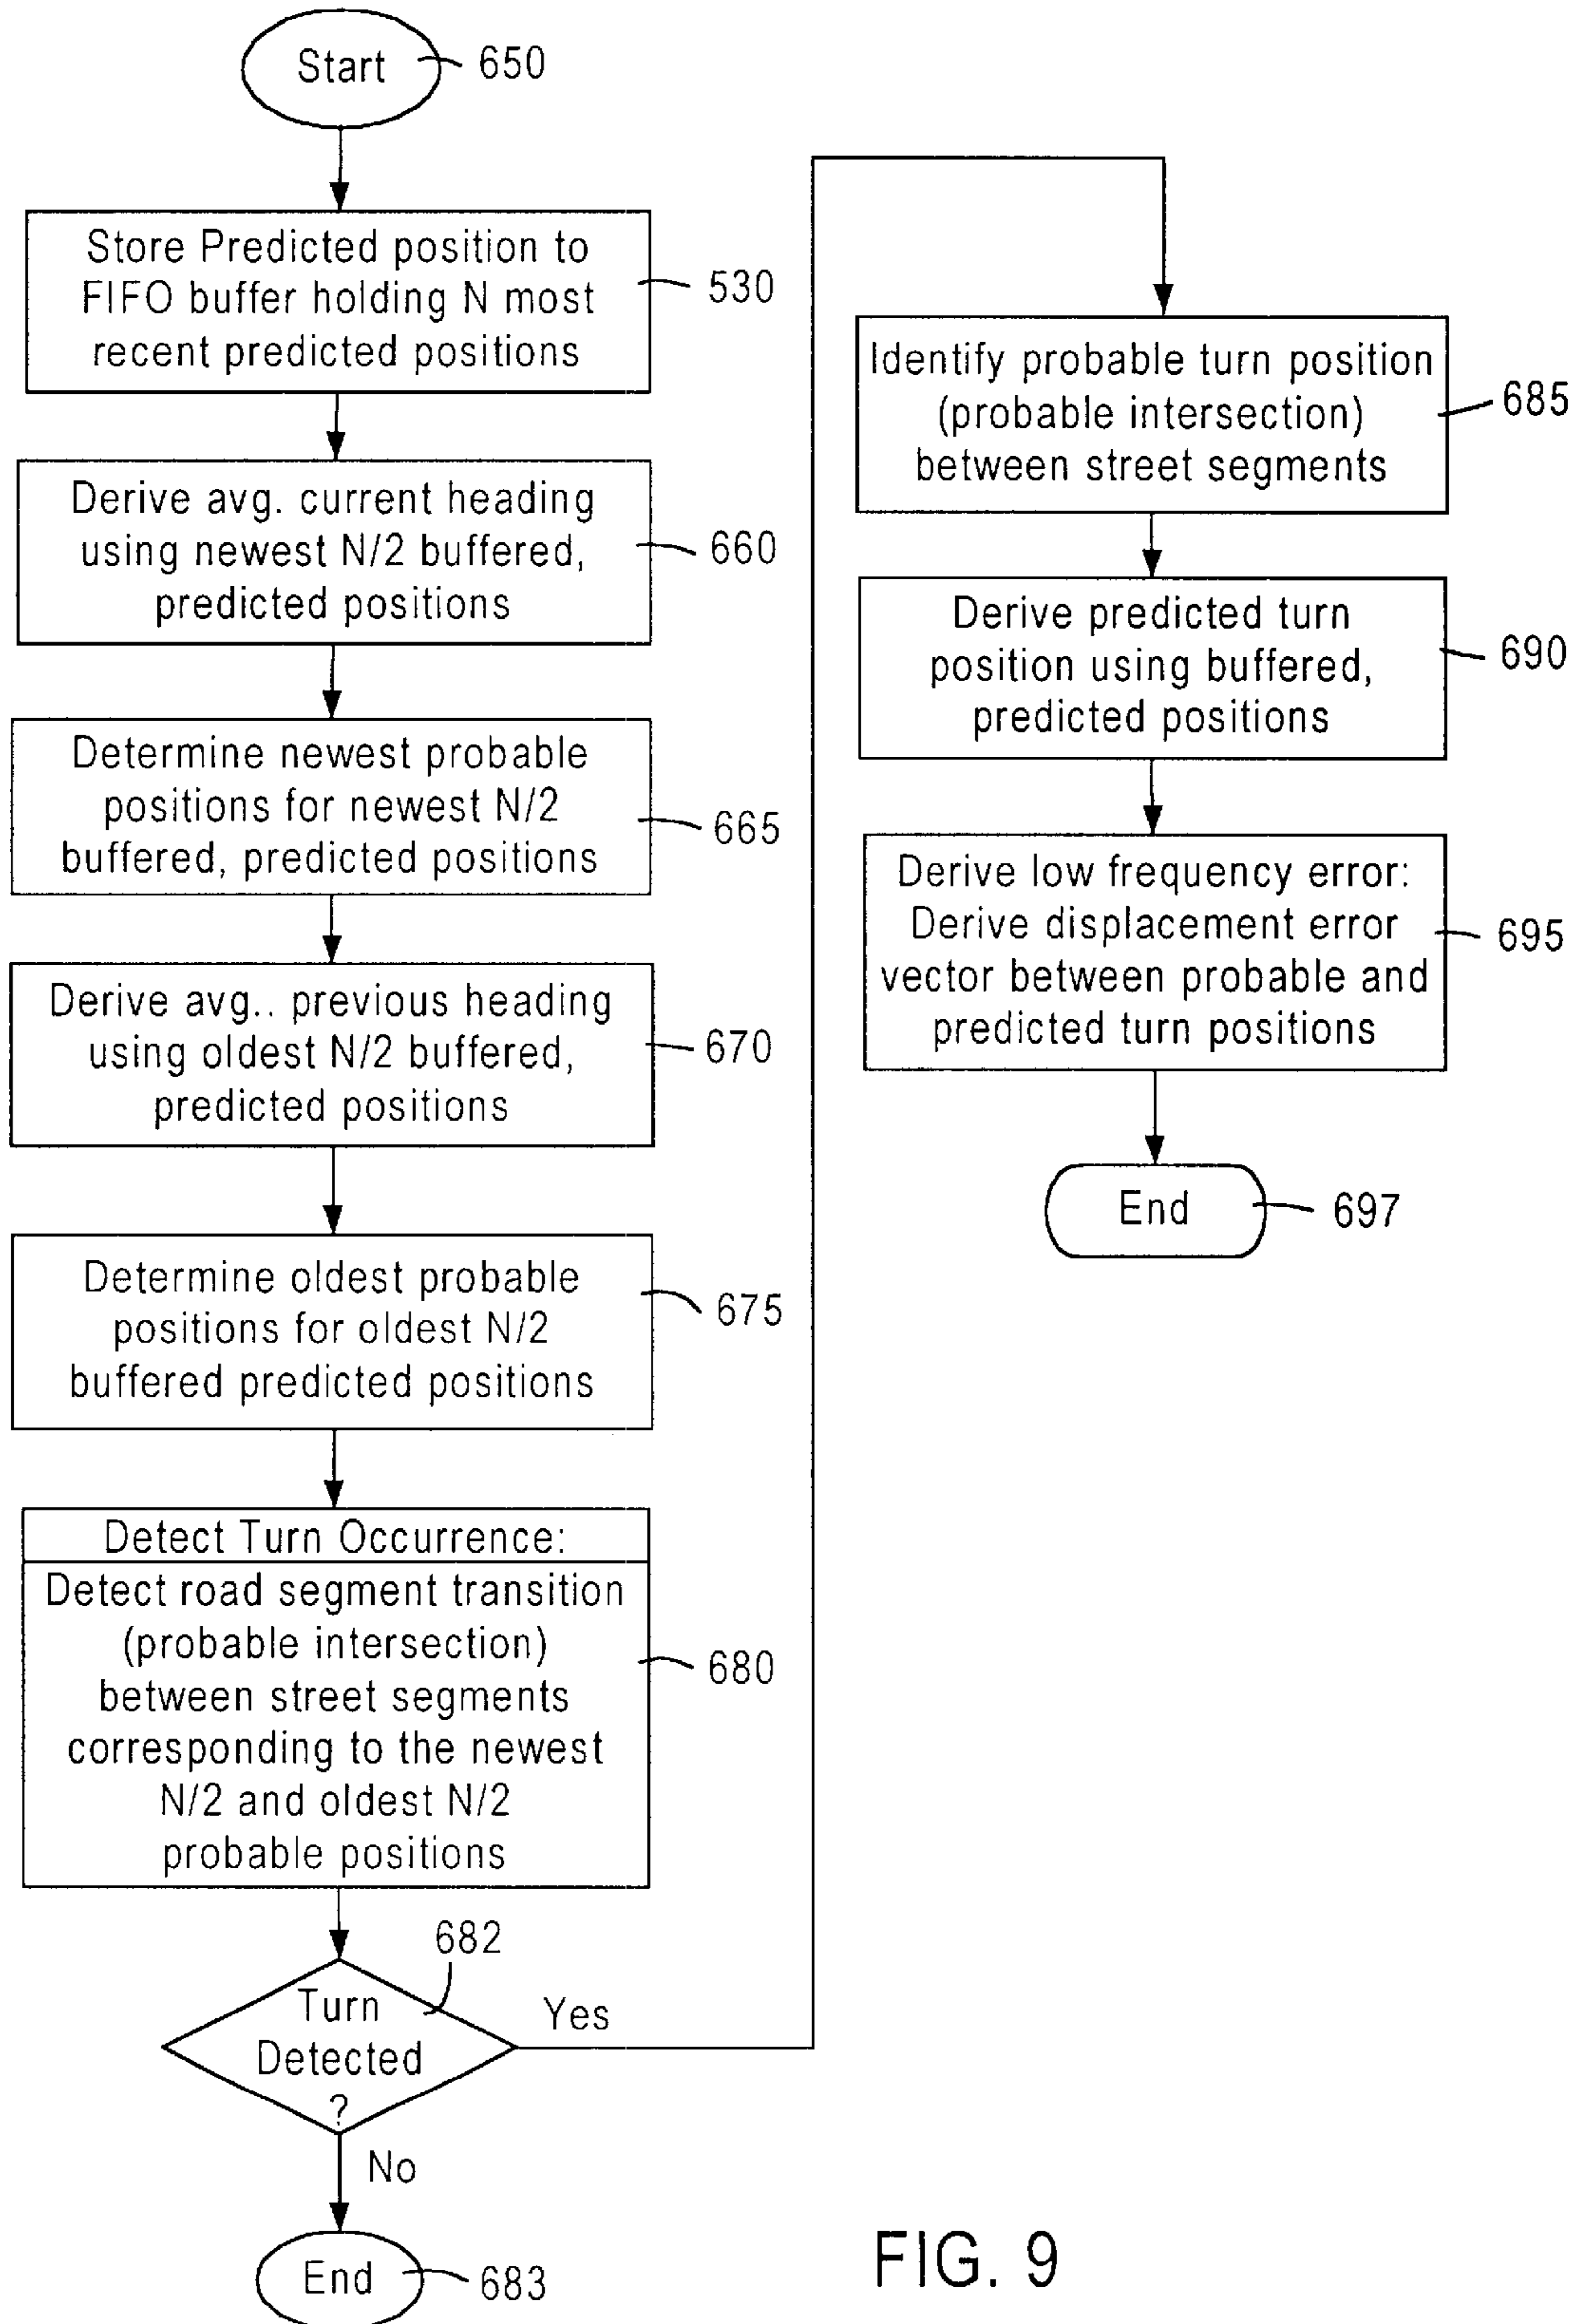 Start
650
Store Predicted position to
FIFO buffer holding N most
recent predicted positions
530
Derive avg. current heading
using newest N/2 buffered,
predicted positions
660
Determine newest probable
positions for newest N/2
buffered, predicted positions
665
Derive avg.. previous heading
using oldest N/2 buffered,
predicted positions
670
Determine oldest probable
positions for oldest N/2
buffered predicted positions
675
Detect Turn Occurrence:
Detect road segment transition
(probable intersection)
between street segments
corresponding to the newest
N/2 and oldest N/2
probable positions
680
682
Turn
Detected
?
Yes
No
End
683
Identify probable turn position
(probable intersection)
between street segments
685
Derive predicted turn
position using buffered,
predicted positions
690
Derive low frequency error:
Derive displacement error
vector between probable and
predicted turn positions
695
End
697
FIG. 9